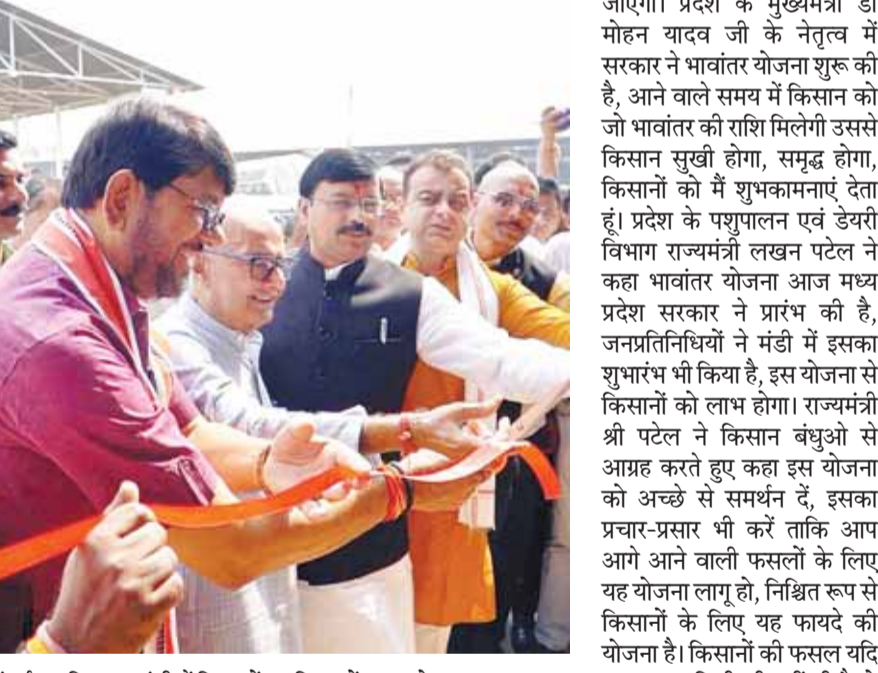 जाएगा। प्रदेश के मुख्यमंत्री डॉ
मोहन यादव जी के नेतृत्व में
सरकार ने भावांतर योजना शुरू की
है, आने वाले समय में किसान को
जो भावांतर की राशि मिलेगी उससे
किसान सुखी होगा, समृद्ध होगा,
किसानों को मैं शुभकामनाएं देता
हूं। प्रदेश के पशुपालन एवं डेयरी
विभाग राज्यमंत्री लखन पटेल ने
कहा भावांतर योजना आज मध्य
प्रदेश सरकार ने प्रारंभ की है,
जनप्रतिनिधियों ने मंडी में इसका
शुभारंभ भी किया है, इस योजना से
किसानों को लाभ होगा। राज्यमंत्री
श्री पटेल ने किसान बंधुओ से
आग्रह करते हुए कहा इस योजना
को अच्छे से समर्थन दें, इसका
प्रचार-प्रसार भी करें ताकि आप
आगे आने वाली फसलों के लिए
यह योजना लागू हो, निश्चित रूप से
किसानों के लिए यह फायदे की
योजना है। किसानों की फसल यदि